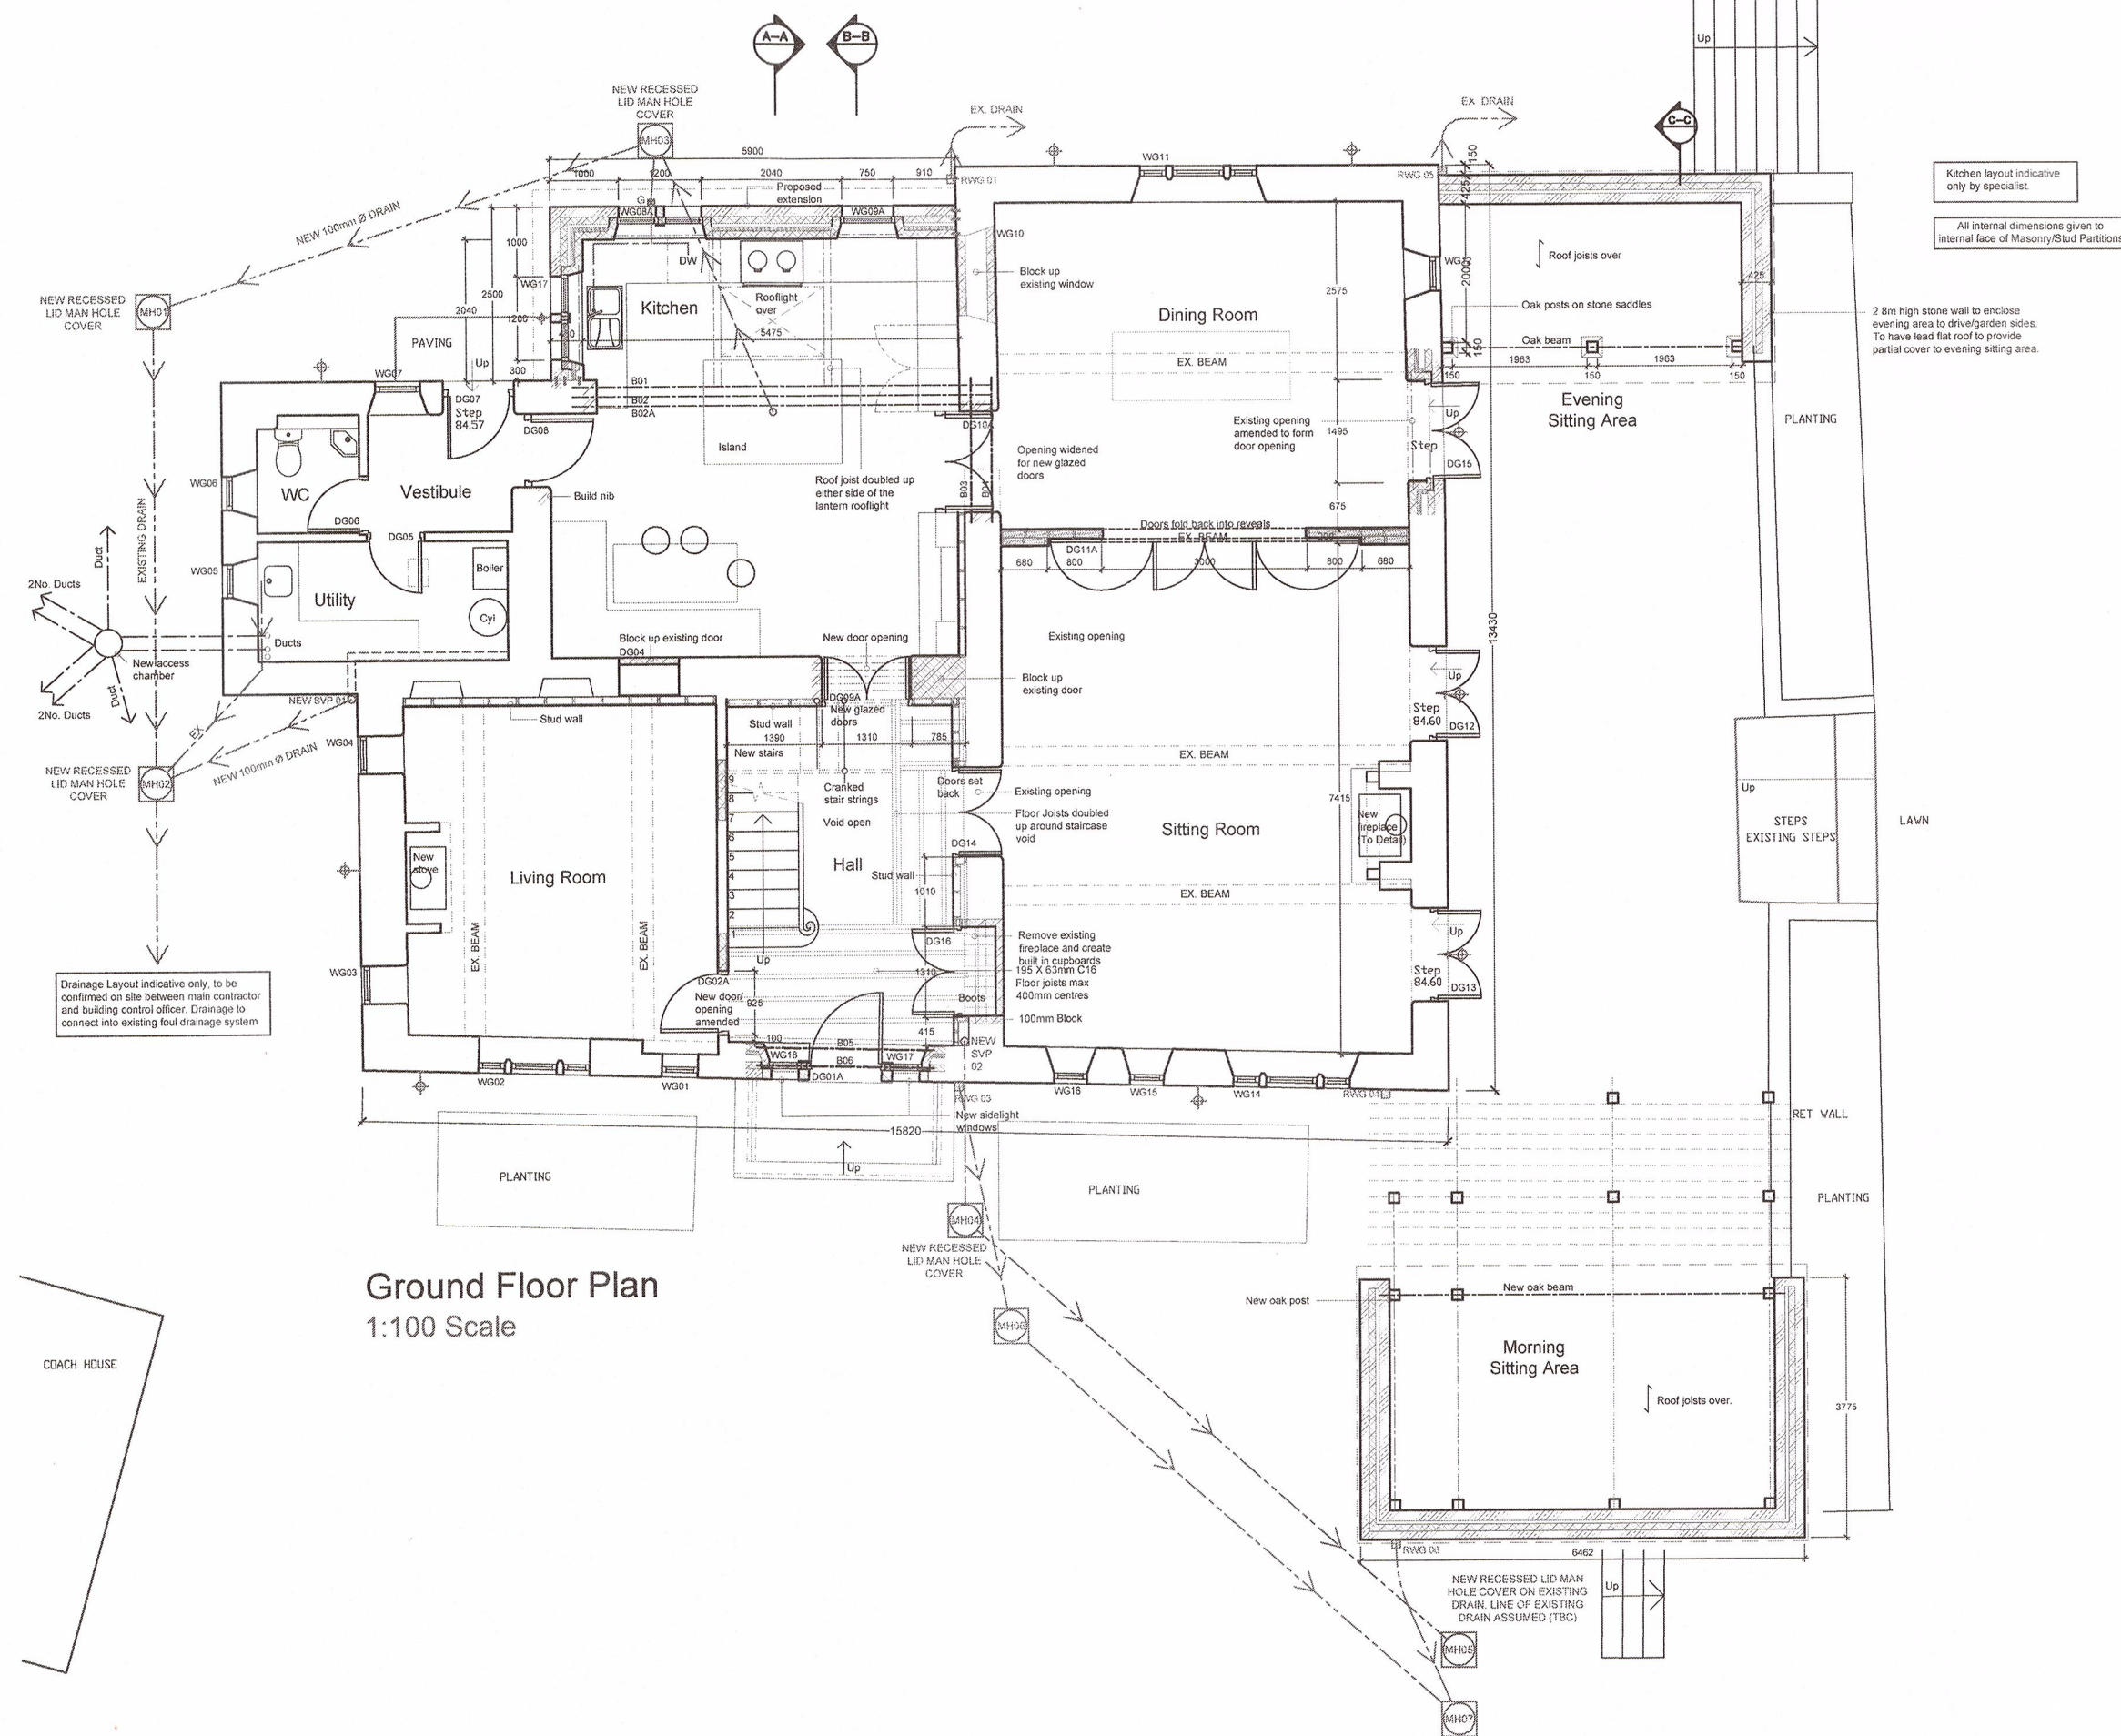 A-A
B-B
C-C
Up
NEW RECESSED
LID MAN HOLE
COVER
MH03
EX. DRAIN
EX DRAIN
5900
1000
1200
2040
750
910
Proposed
extension
RWG 01
WG11
RWG 05
150
425
Kitchen layout indicative
only by specialist.
All internal dimensions given to
internal face of Masonry/Stud Partitions
NEW 100mm Ø DRAIN
WG08A
WG09A
WG10
1000
2500
2040
WG17
1200
300
DW
Kitchen
Rooflight
over
5475
Block up
existing window
Dining Room
EX. BEAM
2575
2000
Roof joists over
Oak posts on stone saddles
Oak beam
150
1963
1963
150
150
150
425
2 8m high stone wall to enclose
evening area to drive/garden sides.
To have lead flat roof to provide
partial cover to evening sitting area.
NEW RECESSED
LID MAN HOLE
COVER
MH01
PAVING
Up
WG07
DG07
Step
84.57
DG08
B01
B02
B02A
Island
DG10A
B03
Opening widened
for new glazed
doors
Existing opening
amended to form
door opening
1495
Up
Step
DG15
Evening
Sitting Area
PLANTING
WG06
WC
Vestibule
DG06
DG05
Build nib
Roof joist doubled up
either side of the
lantern rooflight
675
Doors fold back into reveals
EX. BEAM
200
DG11A
680
800
3000
800
680
EXISTING DRAIN
Duct
2No. Ducts
2No. Ducts
Duct
New access
chamber
WG05
Utility
Boiler
Cyl
Ducts
Block up existing door
DG04
New door opening
Existing opening
13430
Block up
existing door
DG09A
New glazed
doors
Up
Step
84.60
DG12
NEW SVP 01
Stud wall
Stud wall
1390
1310
785
New stairs
EX
NEW 100mm Ø DRAIN
WG04
NEW RECESSED
LID MAN HOLE
COVER
MH02
EX. BEAM
Doors set
back
Existing opening
Cranked
stair strings
Void open
Floor Joists doubled
up around staircase
void
DG14
7415
Sitting Room
New
fireplace
(To Detail)
Up
STEPS
EXISTING STEPS
LAWN
9
8
7
6
5
4
3
2
1
Up
Hall
Stud wall
1010
New
stove
Living Room
EX. BEAM
EX. BEAM
EX. BEAM
WG03
DG16
Remove existing
fireplace and create
built in cupboards
195 X 63mm C16
Floor joists max
400mm centres
1310
Boots
100mm Block
415
DG02A
New door/
opening
amended
925
100
Up
Step
84.60
DG13
Drainage Layout indicative only, to be
confirmed on site between main contractor
and building control officer. Drainage to
connect into existing foul drainage system
B05
B06
WG18
WG17
DG01A
NEW
SVP
02
WG02
WG01
WG16
WG15
WG14
RWG 04
RWG 03
New sidelight
windows
15820
RET WALL
PLANTING
Up
PLANTING
PLANTING
MH04
NEW RECESSED
LID MAN HOLE
COVER
Ground Floor Plan
1:100 Scale
MH06
New oak post
New oak beam
COACH HOUSE
Morning
Sitting Area
Roof joists over.
3775
6462
NEW RECESSED LID MAN
HOLE COVER ON EXISTING
DRAIN. LINE OF EXISTING
DRAIN ASSUMED (TBC)
Up
MH05
MH07